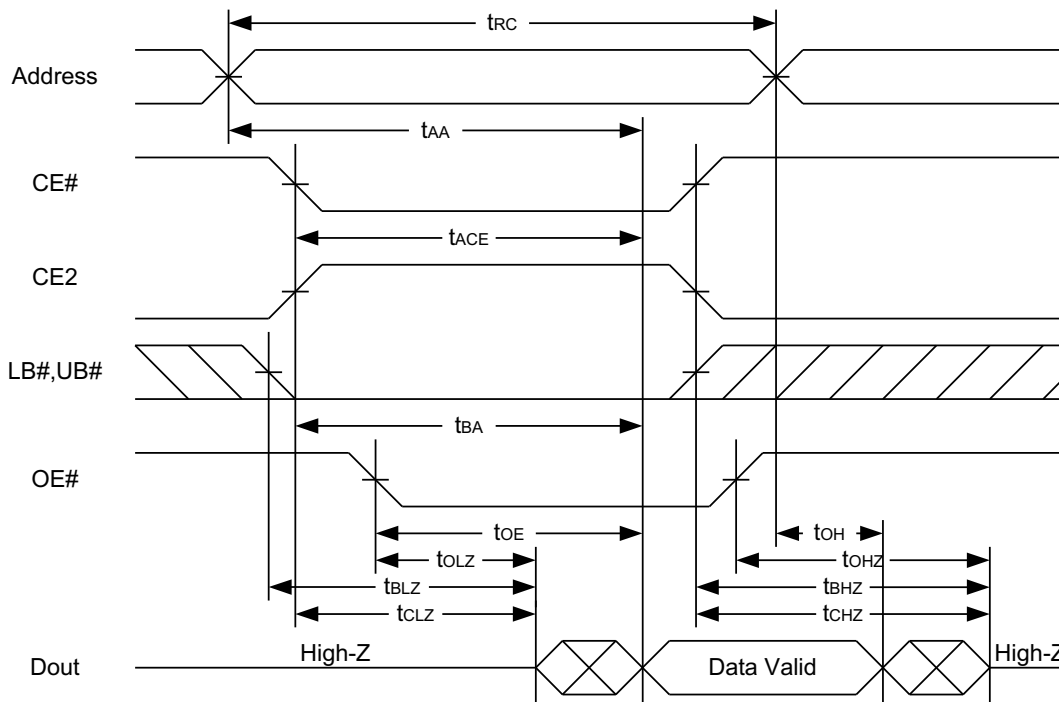 tRC
Address
tAA
CE#
tACE
CE2
LB#,UB#
tBA
OE#
tOE
tOH
tOLZ
tOHZ
tBLZ
tBHZ
tCLZ
tCHZ
High-Z
High-Z
Dout
Data Valid